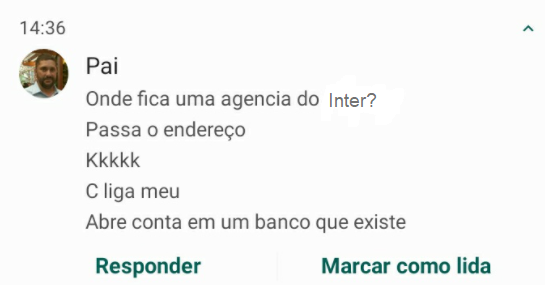 14:36
Pai
Onde fica uma agencia do Inter?
Passa o endereço
Kkkkk
C liga meu
Abre conta em um banco que existe
Responder Marcar como lida